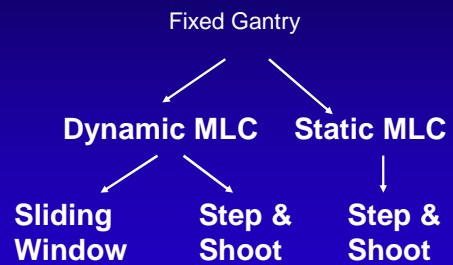 Fixed Gantry
Dynamic MLC Static MLC
Sliding Step & Step &
Window Shoot Shoot